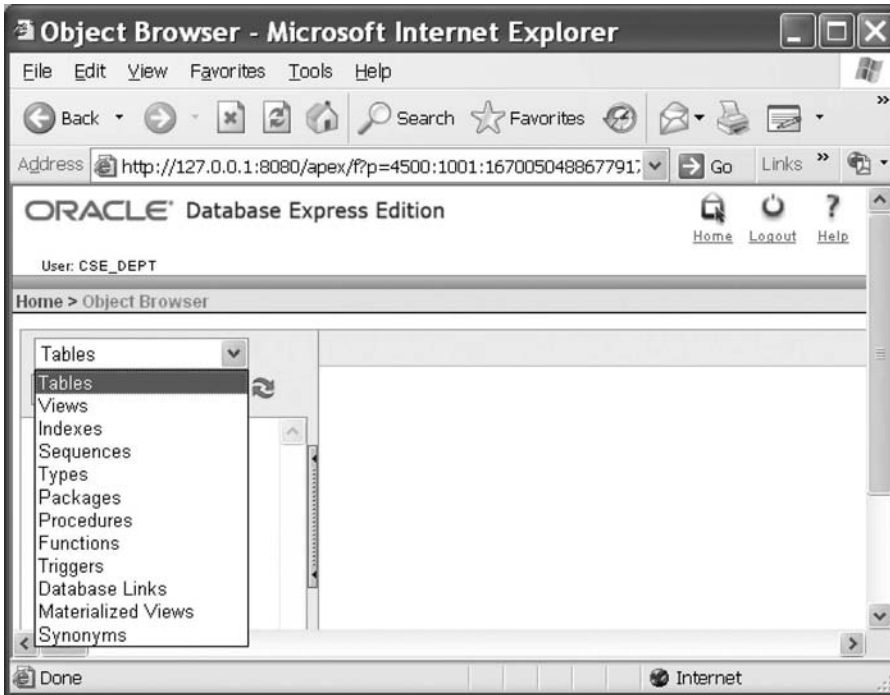 Object Browser - Microsoft Internet Explorer
File Edit View Favorites Tools Help
Back Search Favorites »
Address http://127.0.0.1:8080/apex/f?p=4500:1001:1670050488677917: Go Links »
ORACLE Database Express Edition
Home Logout ? Help
User: CSE_DEPT
Home > Object Browser
Tables
Tables
Views
Indexes
Sequences
Types
Packages
Procedures
Functions
Triggers
Database Links
Materialized Views
Synonyms
Done Internet